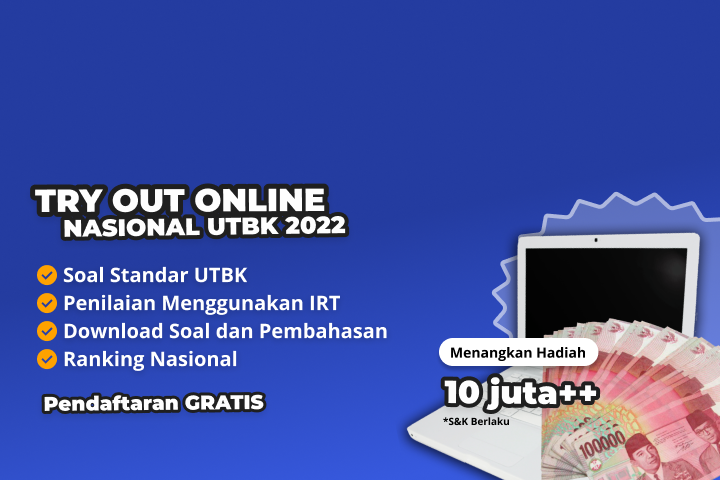 TRY OUT ONLINE
NASIONAL UTBK 2022
Soal Standar UTBK
Penilaian Menggunakan IRT
Download Soal dan Pembahasan
Ranking Nasional
Pendaftaran GRATIS
Menangkan Hadiah
10 juta++
*S&K Berlaku
100000